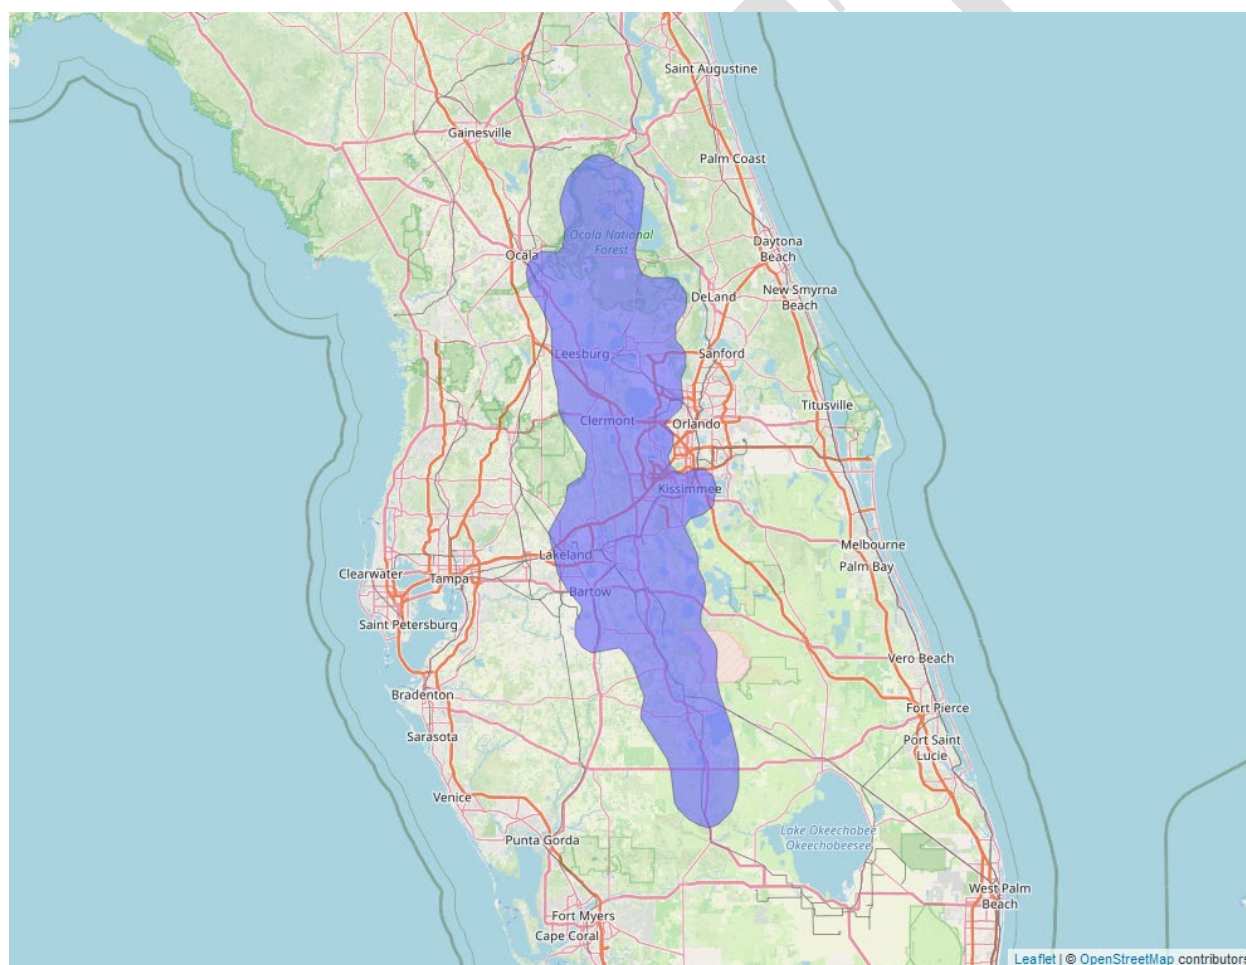 Saint Augustine
Gainesville
Palm Coast
Ocala National
Forest
Daytona
Beach
Ocala
New Smyrna
Beach
DeLand
Leesburg
Sanford
Titusville
Clermont
Orlando
Kissimmee
Melbourne
Palm Bay
Lakeland
Clearwater
Tampa
Bartow
Saint Petersburg
Vero Beach
Bradenton
Fort Pierce
Sarasota
Port Saint
Lucie
Venice
Lake Okeechobee
Okeechobeesee
Punta Gorda
West Palm
Beach
Fort Myers
Cape Coral
Leaflet | © OpenStreetMap contributors